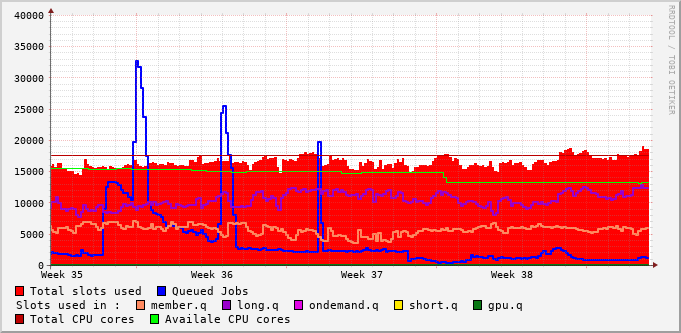 40000
35000
30000
25000
20000
15000
10000
5000
0
Week 35 Week 36 Week 37 Week 38
RRDTOOL / TOBI OETIKER
Total slots used Queued Jobs
Slots used in : member.q long.q ondemand.q short.q gpu.q
Total CPU cores Availale CPU cores